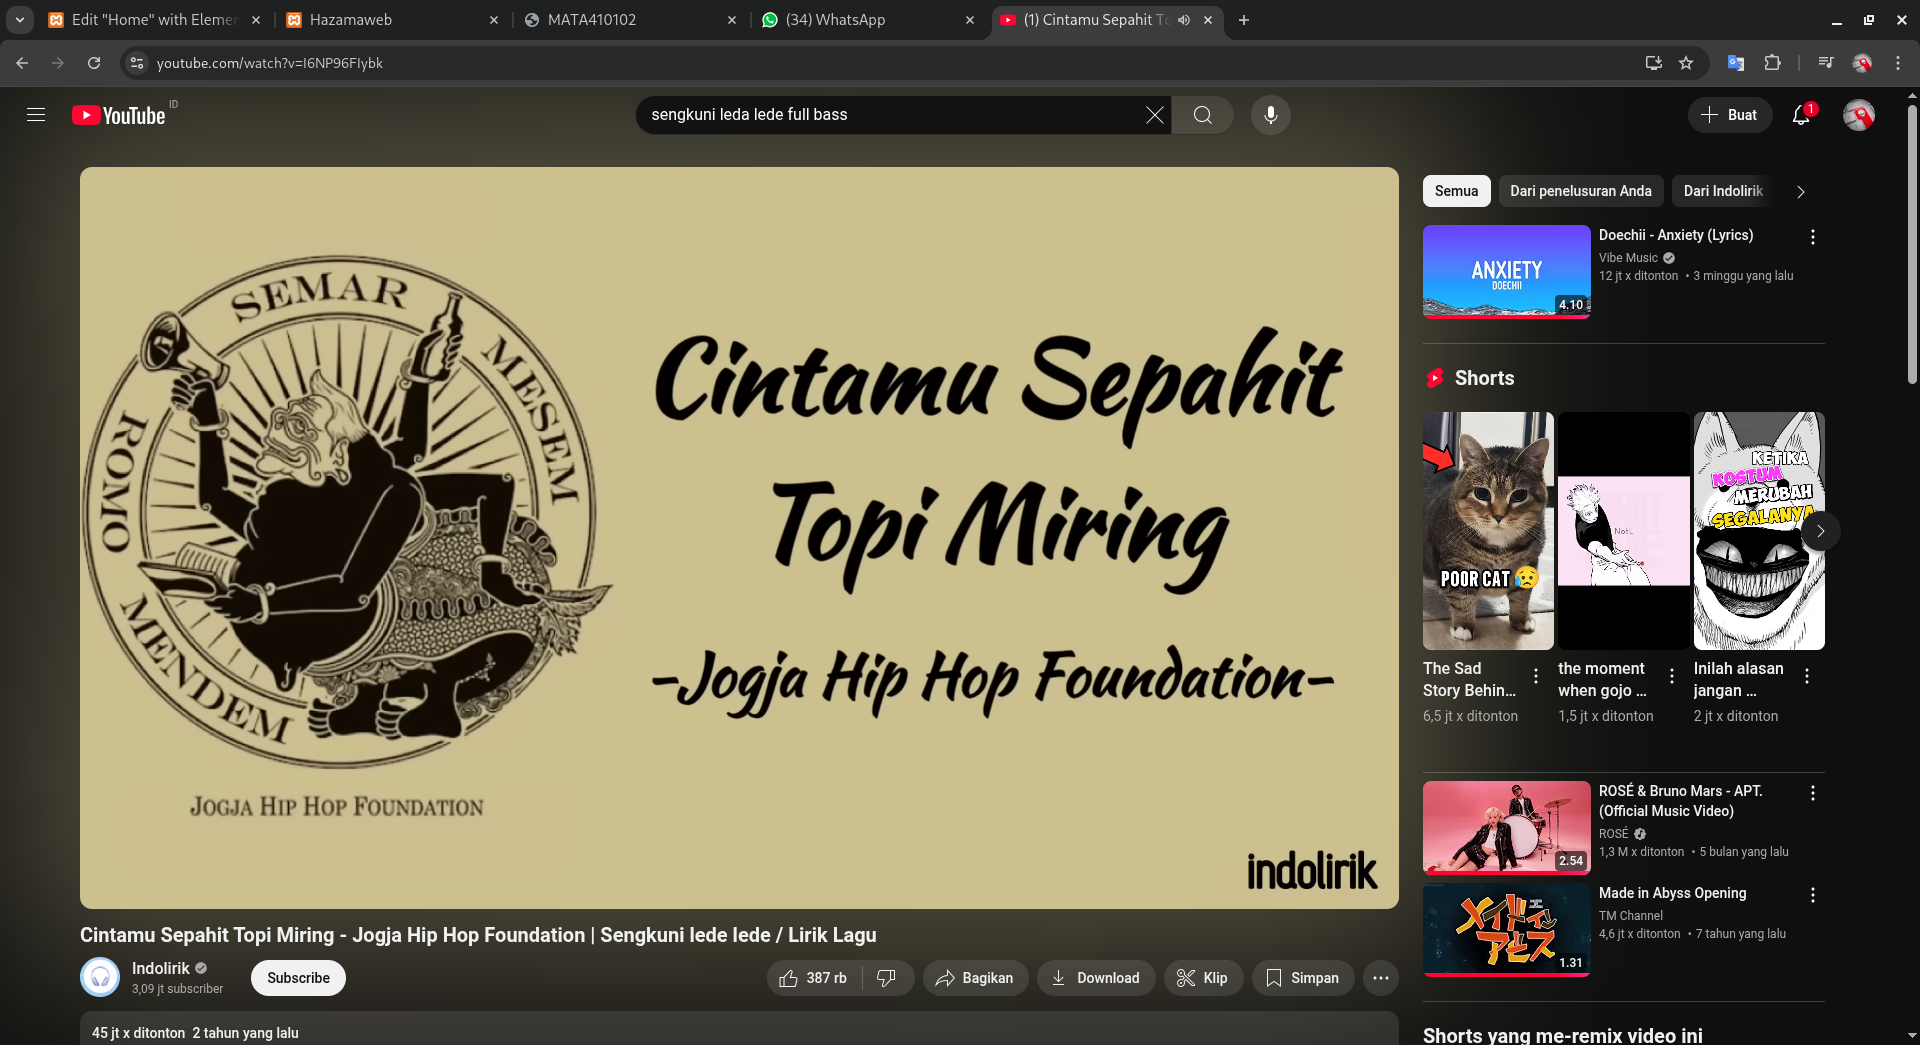 Edit "Home" with Elemen
Hazamaweb
MATA410102
(34) WhatsApp
(1) Cintamu Sepahit To
youtube.com/watch?v=I6NP96FIybk
YouTube ID
sengkuni leda lede full bass
Buat
1
SEMAR MESEM
ROMO MENDEM
JOGJA HIP HOP FOUNDATION
Cintamu Sepahit
Topi Miring
-Jogja Hip Hop Foundation-
indolirik
Cintamu Sepahit Topi Miring - Jogja Hip Hop Foundation | Sengkuni lede lede / Lirik Lagu
Indolirik
3,09 jt subscriber
Subscribe
387 rb
Bagikan
Download
Klip
Simpan
45 jt x ditonton 2 tahun yang lalu
Semua
Dari penelusuran Anda
Dari Indolirik
ANXIETY
DOECHII
4.10
Doechii - Anxiety (Lyrics)
Vibe Music
12 jt x ditonton • 3 minggu yang lalu
Shorts
POOR CAT
The Sad
Story Behin...
6,5 jt x ditonton
NotL
the moment
when gojo ...
1,5 jt x ditonton
KETIKA
KOSTUM
MERUBAH
SEGALANYA
Inilah alasan
jangan ...
2 jt x ditonton
2.54
ROSÉ & Bruno Mars - APT.
(Official Music Video)
ROSÉ
1,3 M x ditonton • 5 bulan yang lalu
メイドイン
アビス
1.31
Made in Abyss Opening
TM Channel
4,6 jt x ditonton • 7 tahun yang lalu
Shorts yang me-remix video ini